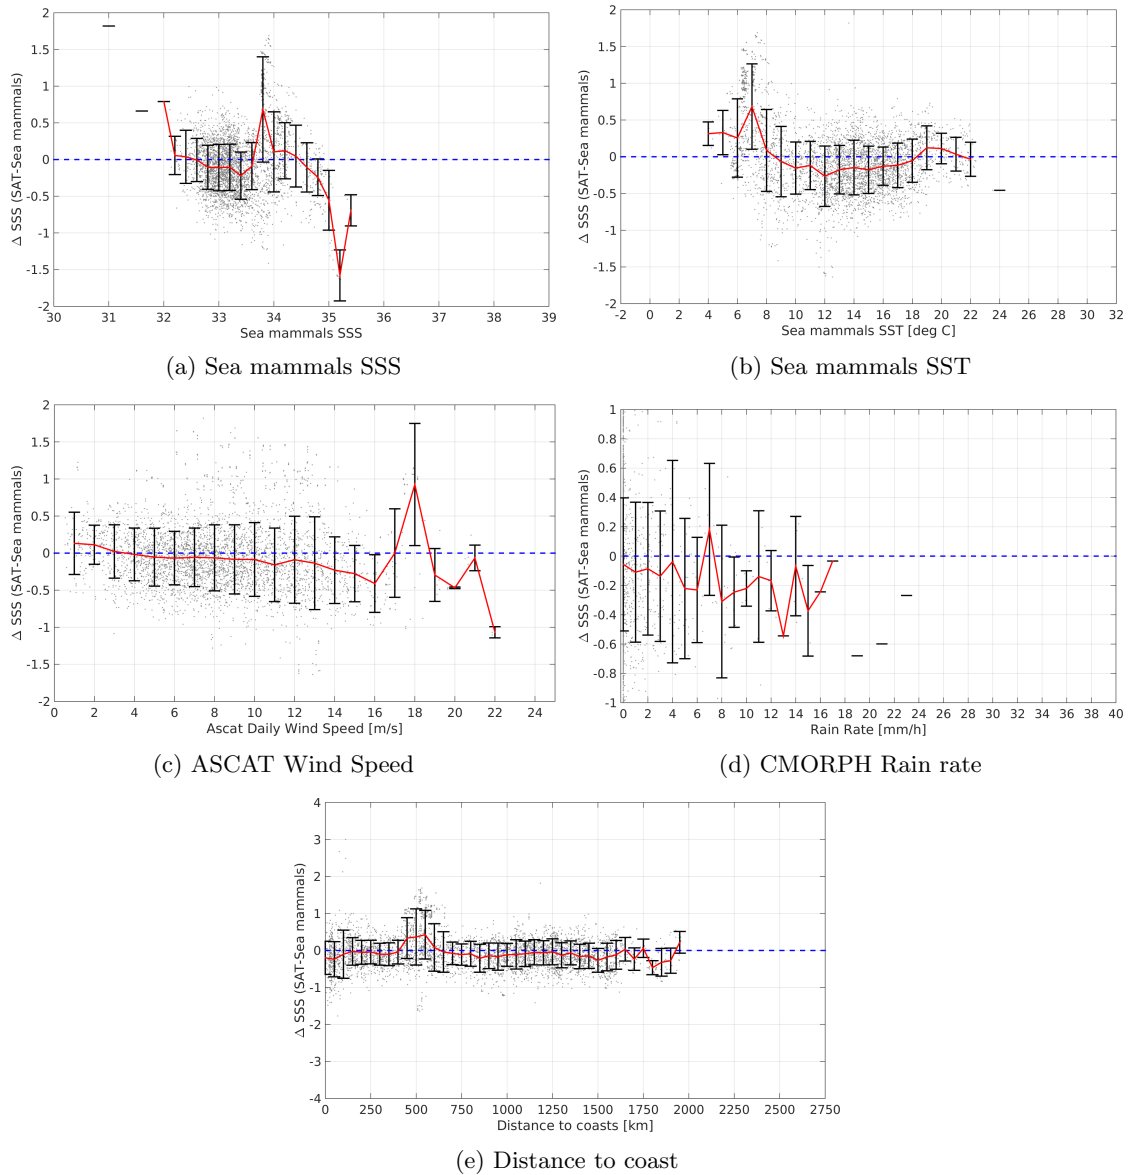 2
1.5
1
0.5
0
-0.5
-1
-1.5
-2
Δ SSS (SAT-Sea mammals)
30 31 32 33 34 35 36 37 38 39
Sea mammals SSS
(a) Sea mammals SSS
2
1.5
1
0.5
0
-0.5
-1
-1.5
-2
Δ SSS (SAT-Sea mammals)
-2 0 2 4 6 8 10 12 14 16 18 20 22 24 26 28 30 32
Sea mammals SST [deg C]
(b) Sea mammals SST
2
1.5
1
0.5
0
-0.5
-1
-1.5
-2
Δ SSS (SAT-Sea mammals)
0 2 4 6 8 10 12 14 16 18 20 22 24
Ascat Daily Wind Speed [m/s]
(c) ASCAT Wind Speed
1
0.8
0.6
0.4
0.2
0
-0.2
-0.4
-0.6
-0.8
-1
Δ SSS (SAT-Sea mammals)
0 2 4 6 8 10 12 14 16 18 20 22 24 26 28 30 32 34 36 38 40
Rain Rate [mm/h]
(d) CMORPH Rain rate
4
3
2
1
0
-1
-2
-3
-4
Δ SSS (SAT-Sea mammals)
0 250 500 750 1000 1250 1500 1750 2000 2250 2500 2750
Distance to coasts [km]
(e) Distance to coast